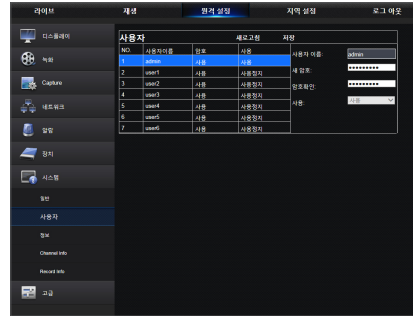 라이브 재생 원격 설정 지역 설정 로그 아웃
디스플레이
녹화
Capture
네트워크
알람
장치
시스템
일반
사용자
정보
Channel Info
Record Info
고급
사용자 새로고침 저장
NO. 사용자이름 암호 사용
1 admin 사용 사용
2 user1 사용 사용정지
3 user2 사용 사용정지
4 user3 사용 사용정지
5 user4 사용 사용정지
6 user5 사용 사용정지
7 user6 사용 사용정지
사용자 이름: admin
새 암호: •••••••••
암호확인: •••••••••
사용: 사용